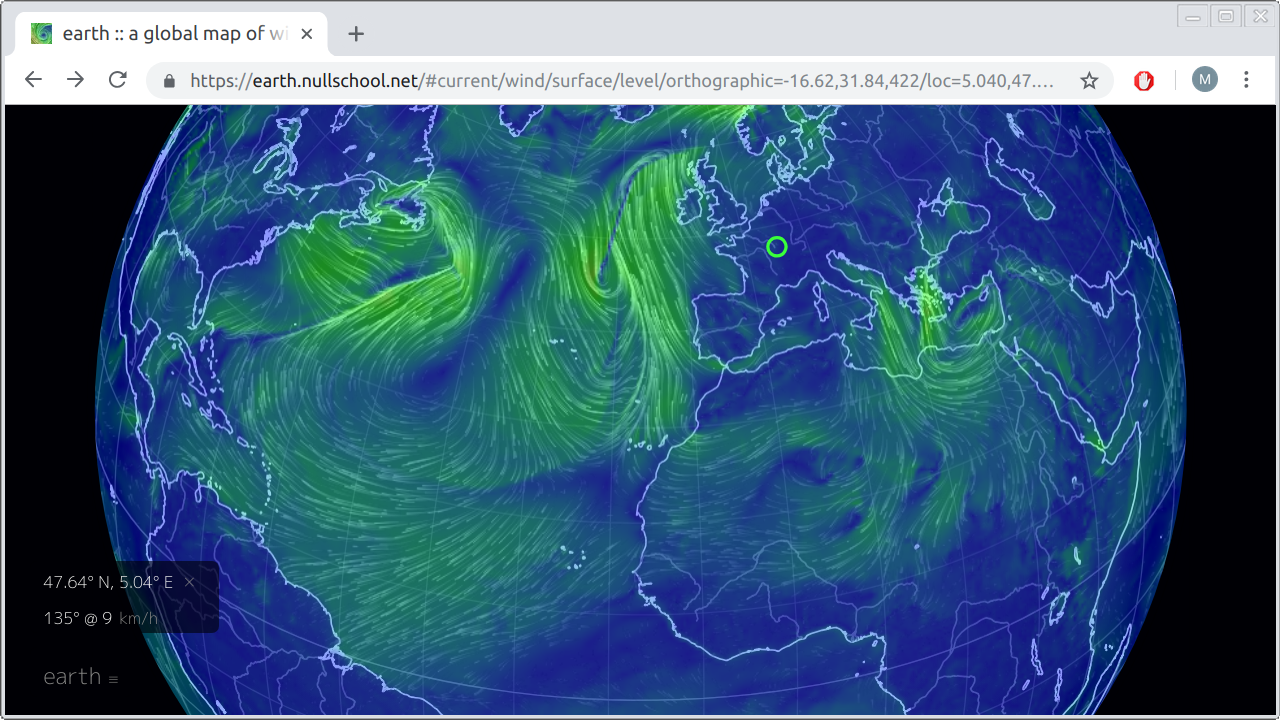 earth :: a global map of wi
https://earth.nullschool.net/#current/wind/surface/level/orthographic=-16.62,31.84,422/loc=5.040,47.…
M
47.64° N, 5.04° E ×
135° @ 9 km/h
earth ≡